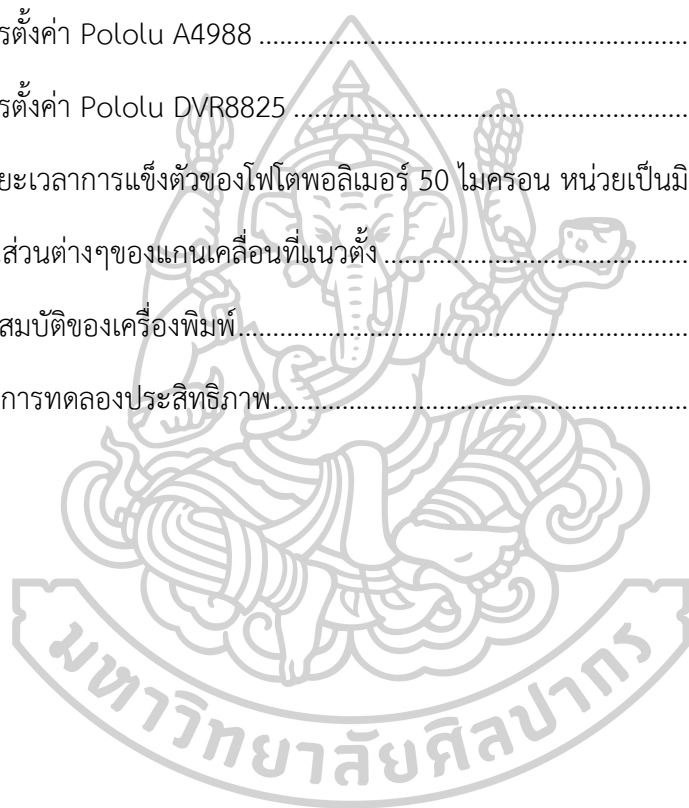 รตั้งค่า Pololu A4988 ........................................................................
รตั้งค่า Pololu DVR8825 ..................................................................
ยะเวลาการแข็งตัวของโฟโตพอลิเมอร์ 50 ไมครอน หน่วยเป็นมิ
ส่วนต่างๆของแกนเคลื่อนที่แนวตั้ง ...................................................
สมบัติของเครื่องพิมพ์ ...........................................................................
การทดลองประสิทธิภาพ .....................................................................
มหาวิทยาลัยศิลปากร